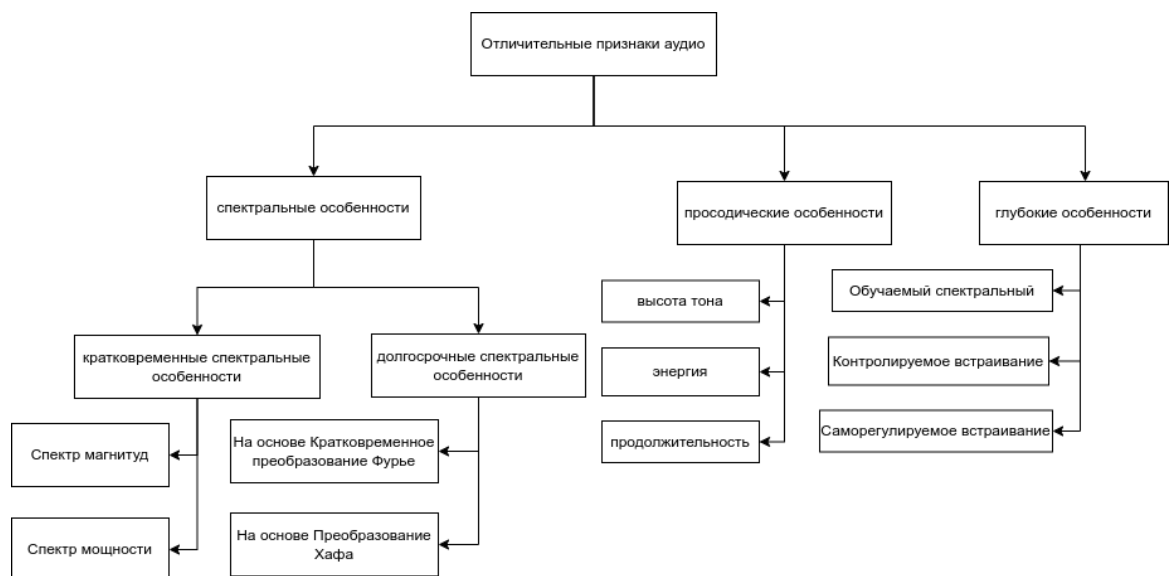 Отличительные признаки аудио
спектральные особенности
просодические особенности
глубокие особенности
высота тона
Обучаемый спектральный
кратковременные спектральные
особенности
долгосрочные спектральные
особенности
энергия
Контролируемое встраивание
Спектр магнитуд
На основе Кратковременное
преобразование Фурье
продолжительность
Саморегулируемое встраивание
Спектр мощности
На основе Преобразование
Хафа